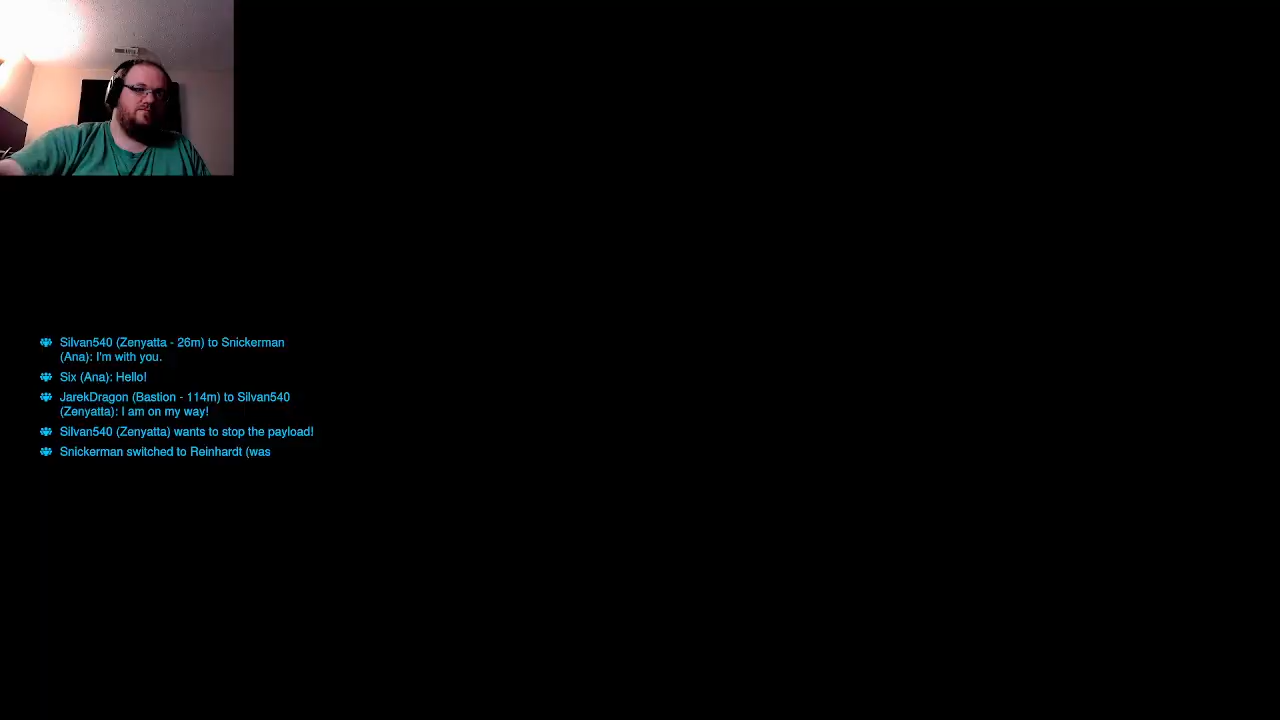 Silvan540 (Zenyatta - 26m) to Snickerman
(Ana): I'm with you.
Six (Ana): Hello!
JarekDragon (Bastion - 114m) to Silvan540
(Zenyatta): I am on my way!
Silvan540 (Zenyatta) wants to stop the payload!
Snickerman switched to Reinhardt (was